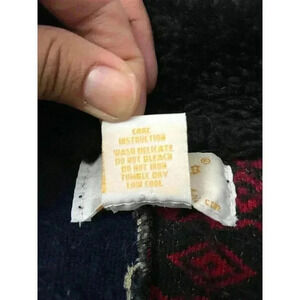 CARE
INSTRUCTION
WASH DELICATE
DO NOT BLEACH
DO NOT IRON
TUMBLE DRY
LOW COOL
®